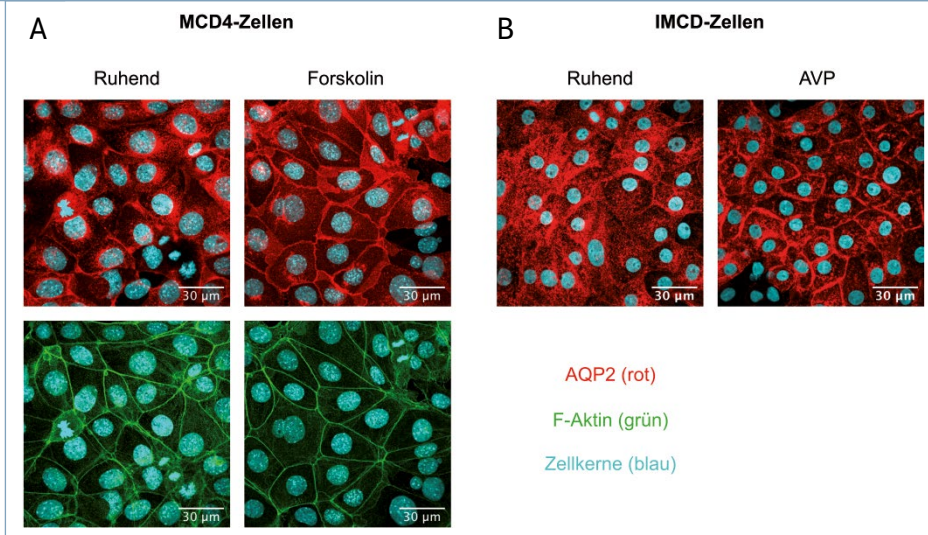 A
MCD4-Zellen
Ruhend
Forskolin
30 µm
30 µm
30 µm
30 µm
B
IMCD-Zellen
Ruhend
AVP
30 µm
30 µm
AQP2 (rot)
F-Aktin (grün)
Zellkerne (blau)